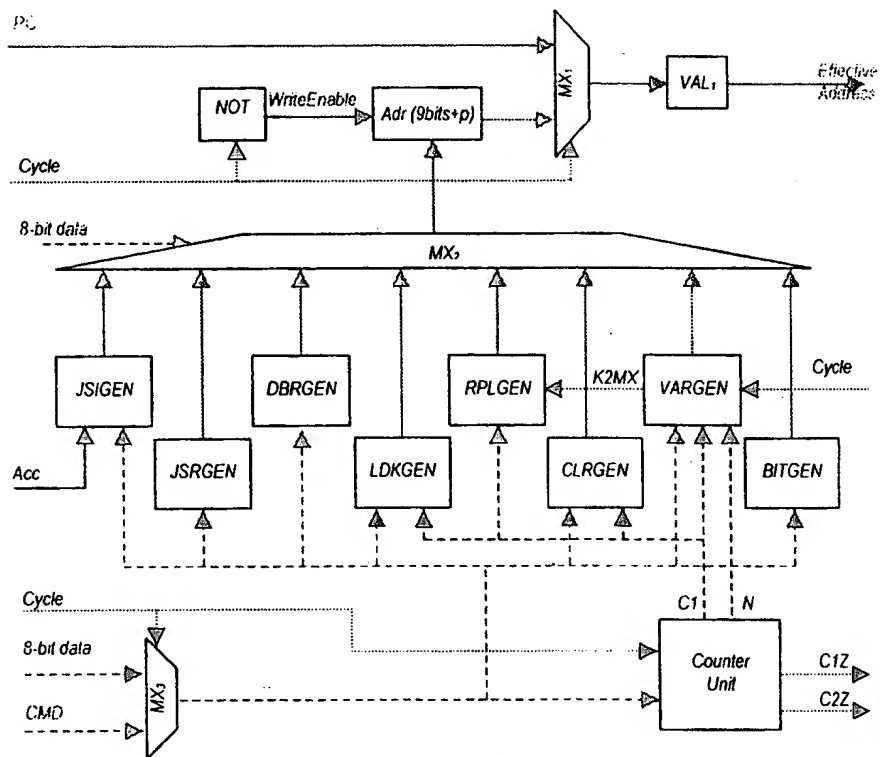 PC
MX₁
VAL₁
Effective
Address
NOT
WriteEnable
Adr (9bits+p)
Cycle
8-bit data
MX₂
JSIGEN
DBRGEN
RPLGEN
K2MX
VARGEN
Cycle
Acc
JSRGEN
LDKGEN
CLRGEN
BITGEN
Cycle
C1
N
8-bit data
MX₃
Counter
Unit
C1Z
CMD
C2Z